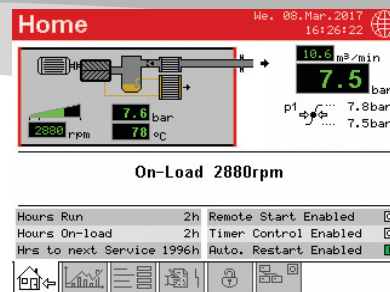 Home
We. 08.Mar.2017
16:26:22
10.6 m³/min
7.5 bar
p1 7.8bar
7.5bar
7.6 bar
2880 rpm
78 °C
On-Load 2880rpm
Hours Run 2h Remote Start Enabled
Hours On-load 2h Timer Control Enabled
Hrs to next Service 1996h Auto. Restart Enabled